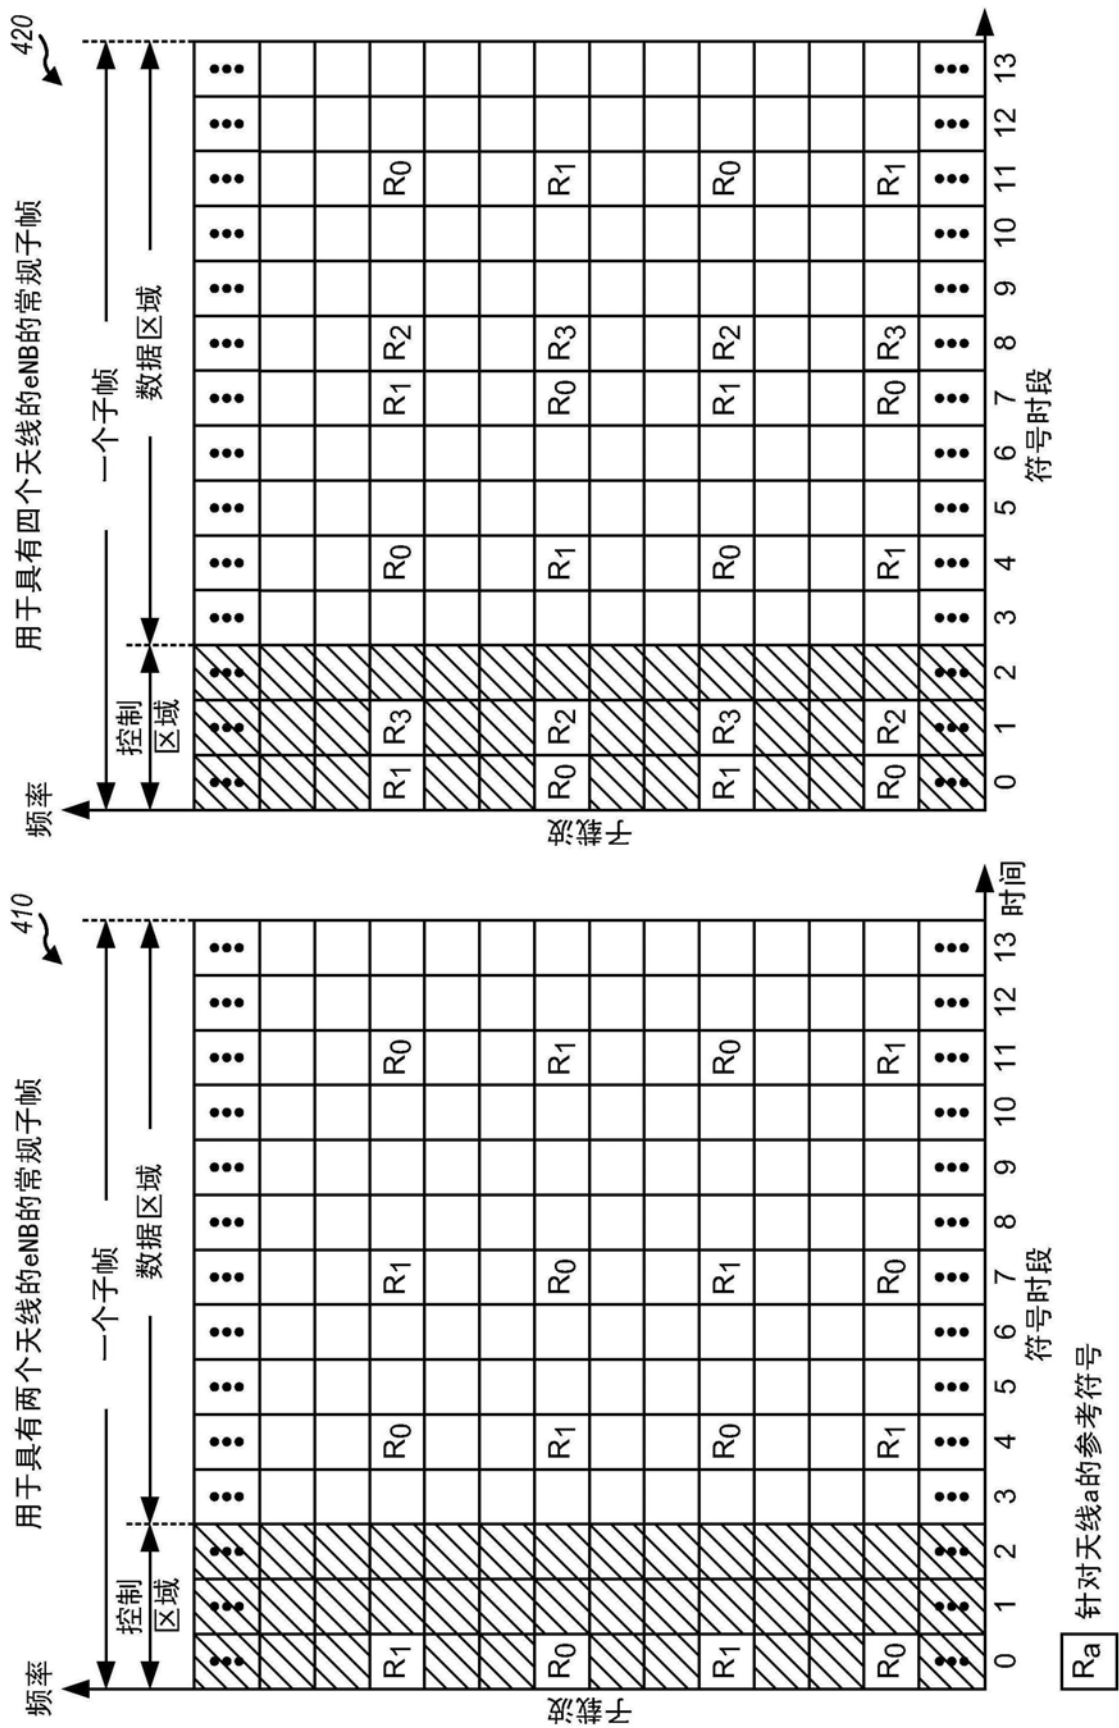 用于具有两个天线的eNB的常规子帧
410
频率
一个子帧
控制
区域
数据区域
子载波
••• ••• ••• ••• ••• ••• ••• ••• ••• ••• ••• ••• ••• •••
R1 R0 R1 R0
R0 R1 R0 R1
R1 R0 R1 R0
R0 R1 R0 R1
••• ••• ••• ••• ••• ••• ••• ••• ••• ••• ••• ••• ••• •••
0 1 2 3 4 5 6 7 8 9 10 11 12 13
时间
符号时段
Ra 针对天线a的参考符号
用于具有四个天线的eNB的常规子帧
420
频率
一个子帧
控制
区域
数据区域
子载波
••• ••• ••• ••• ••• ••• ••• ••• ••• ••• ••• ••• ••• •••
R1 R3 R0 R1 R2 R0
R0 R2 R1 R0 R3 R1
R1 R3 R0 R1 R2 R0
R0 R2 R1 R0 R3 R1
••• ••• ••• ••• ••• ••• ••• ••• ••• ••• ••• ••• ••• •••
0 1 2 3 4 5 6 7 8 9 10 11 12 13
符号时段